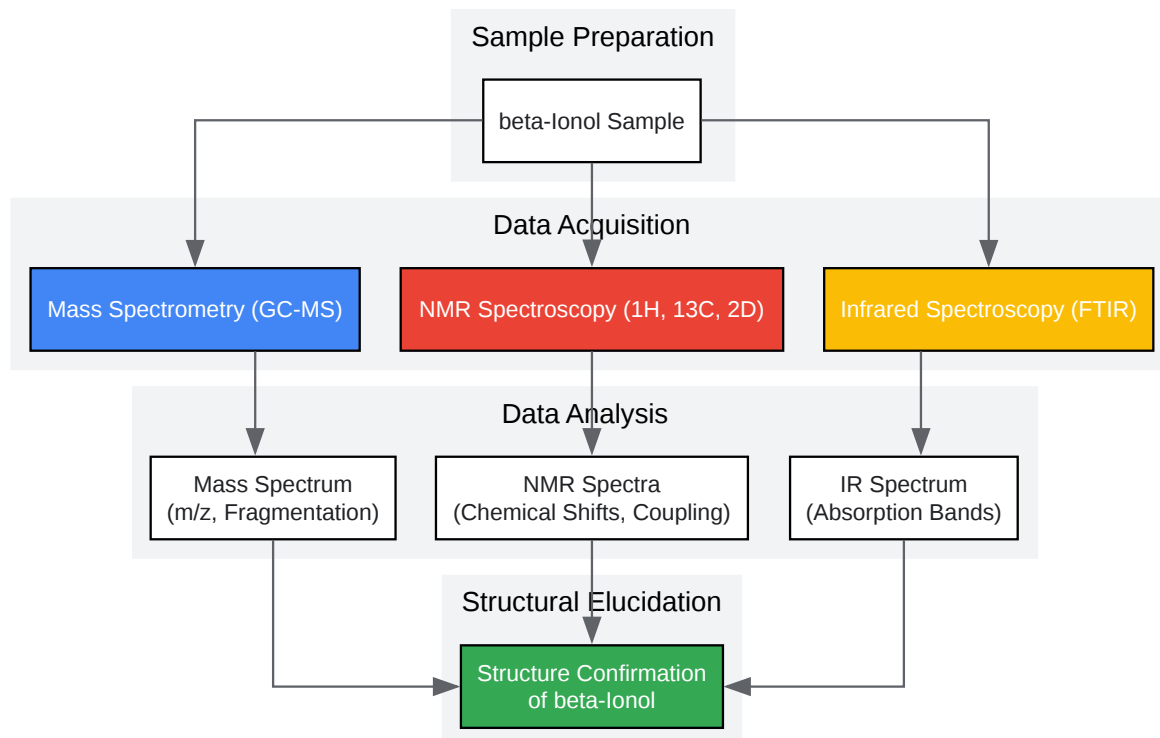 Sample Preparation
beta-Ionol Sample
Data Acquisition
Mass Spectrometry (GC-MS)
NMR Spectroscopy (1H, 13C, 2D)
Infrared Spectroscopy (FTIR)
Data Analysis
Mass Spectrum
(m/z, Fragmentation)
NMR Spectra
(Chemical Shifts, Coupling)
IR Spectrum
(Absorption Bands)
Structural Elucidation
Structure Confirmation
of beta-Ionol